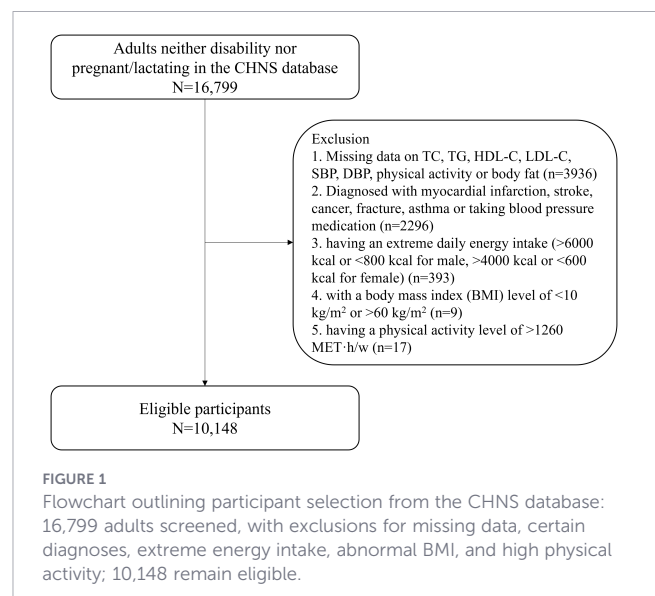 Adults neither disability nor
pregnant/lactating in the CHNS database
N=16,799
Exclusion
1. Missing data on TC, TG, HDL-C, LDL-C,
SBP, DBP, physical activity or body fat (n=3936)
2. Diagnosed with myocardial infarction, stroke,
cancer, fracture, asthma or taking blood pressure
medication (n=2296)
3. having an extreme daily energy intake (>6000
kcal or <800 kcal for male, >4000 kcal or <600
kcal for female) (n=393)
4. with a body mass index (BMI) level of <10
kg/m² or >60 kg/m² (n=9)
5. having a physical activity level of >1260
MET·h/w (n=17)
Eligible participants
N=10,148
FIGURE 1
Flowchart outlining participant selection from the CHNS database:
16,799 adults screened, with exclusions for missing data, certain
diagnoses, extreme energy intake, abnormal BMI, and high physical
activity; 10,148 remain eligible.